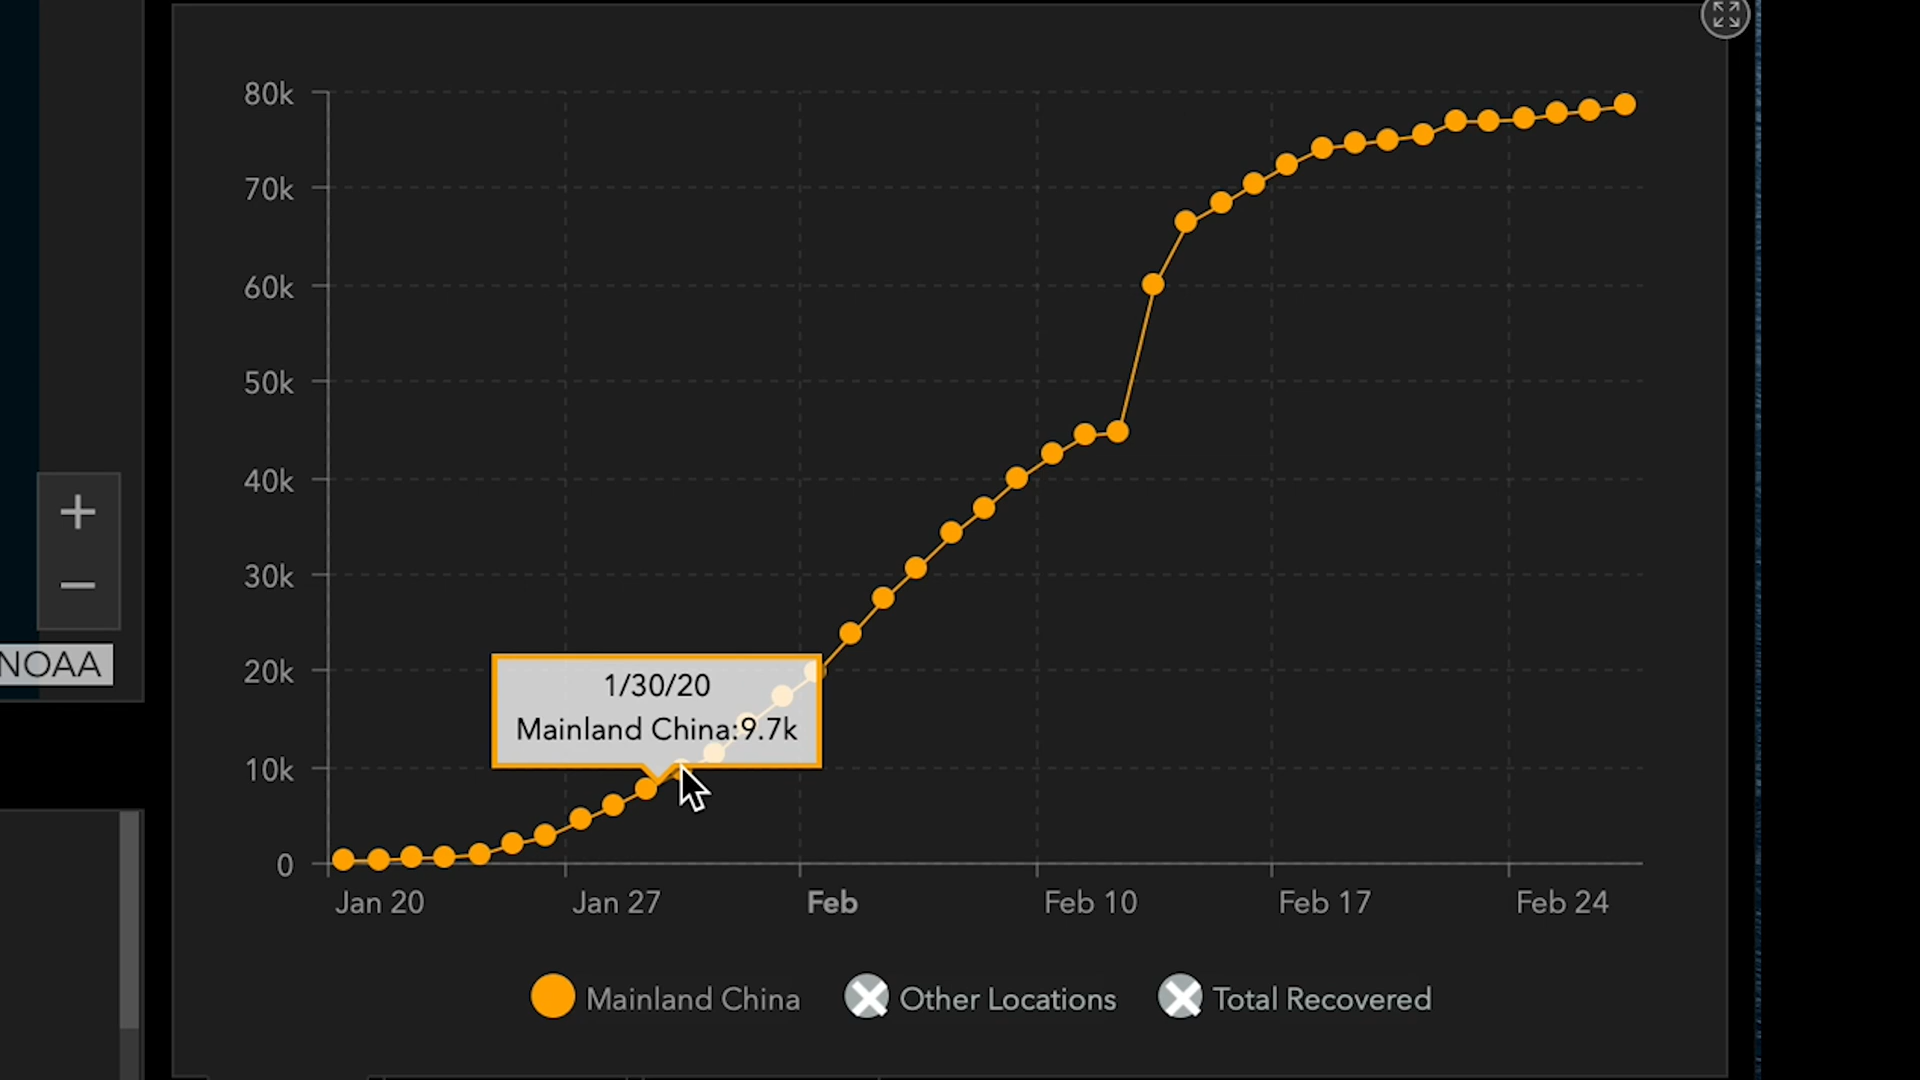 80k
70k
60k
50k
40k
30k
20k
10k
0
NOAA
1/30/20
Mainland China:9.7k
Jan 20 Jan 27 Feb Feb 10 Feb 17 Feb 24
Mainland China Other Locations Total Recovered